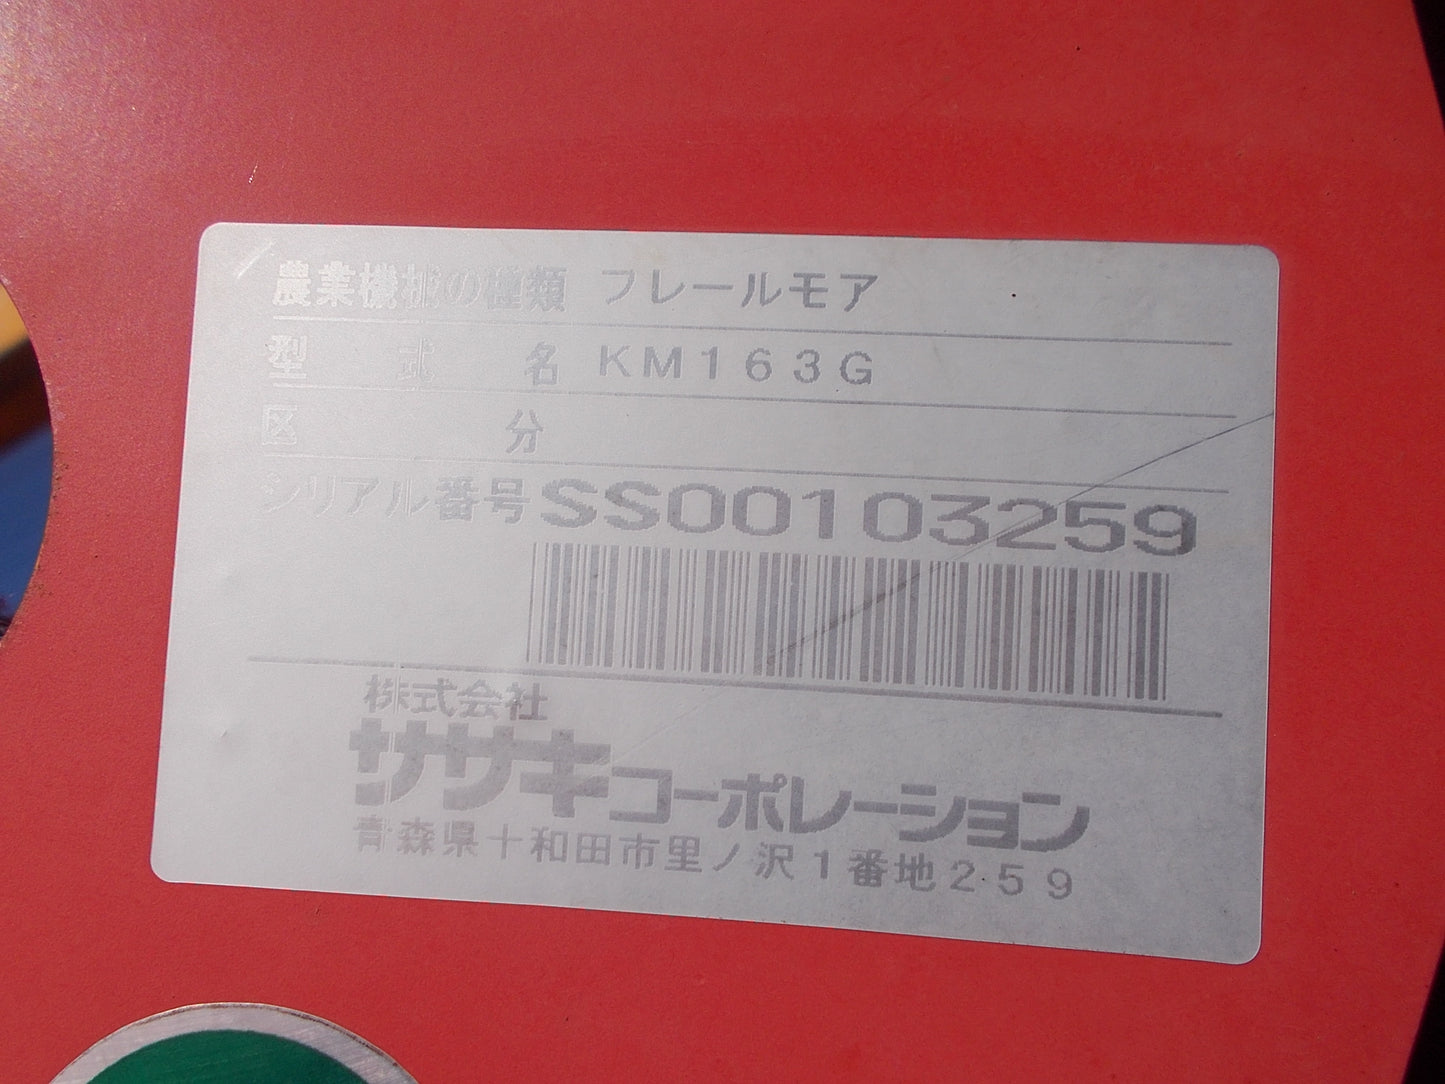 農業機械の種類 フレールモア
型式名 KM163G
区分
シリアル番号 SS00103259
株式会社
ササキコーポレーション
青森県十和田市里ノ沢1番地259